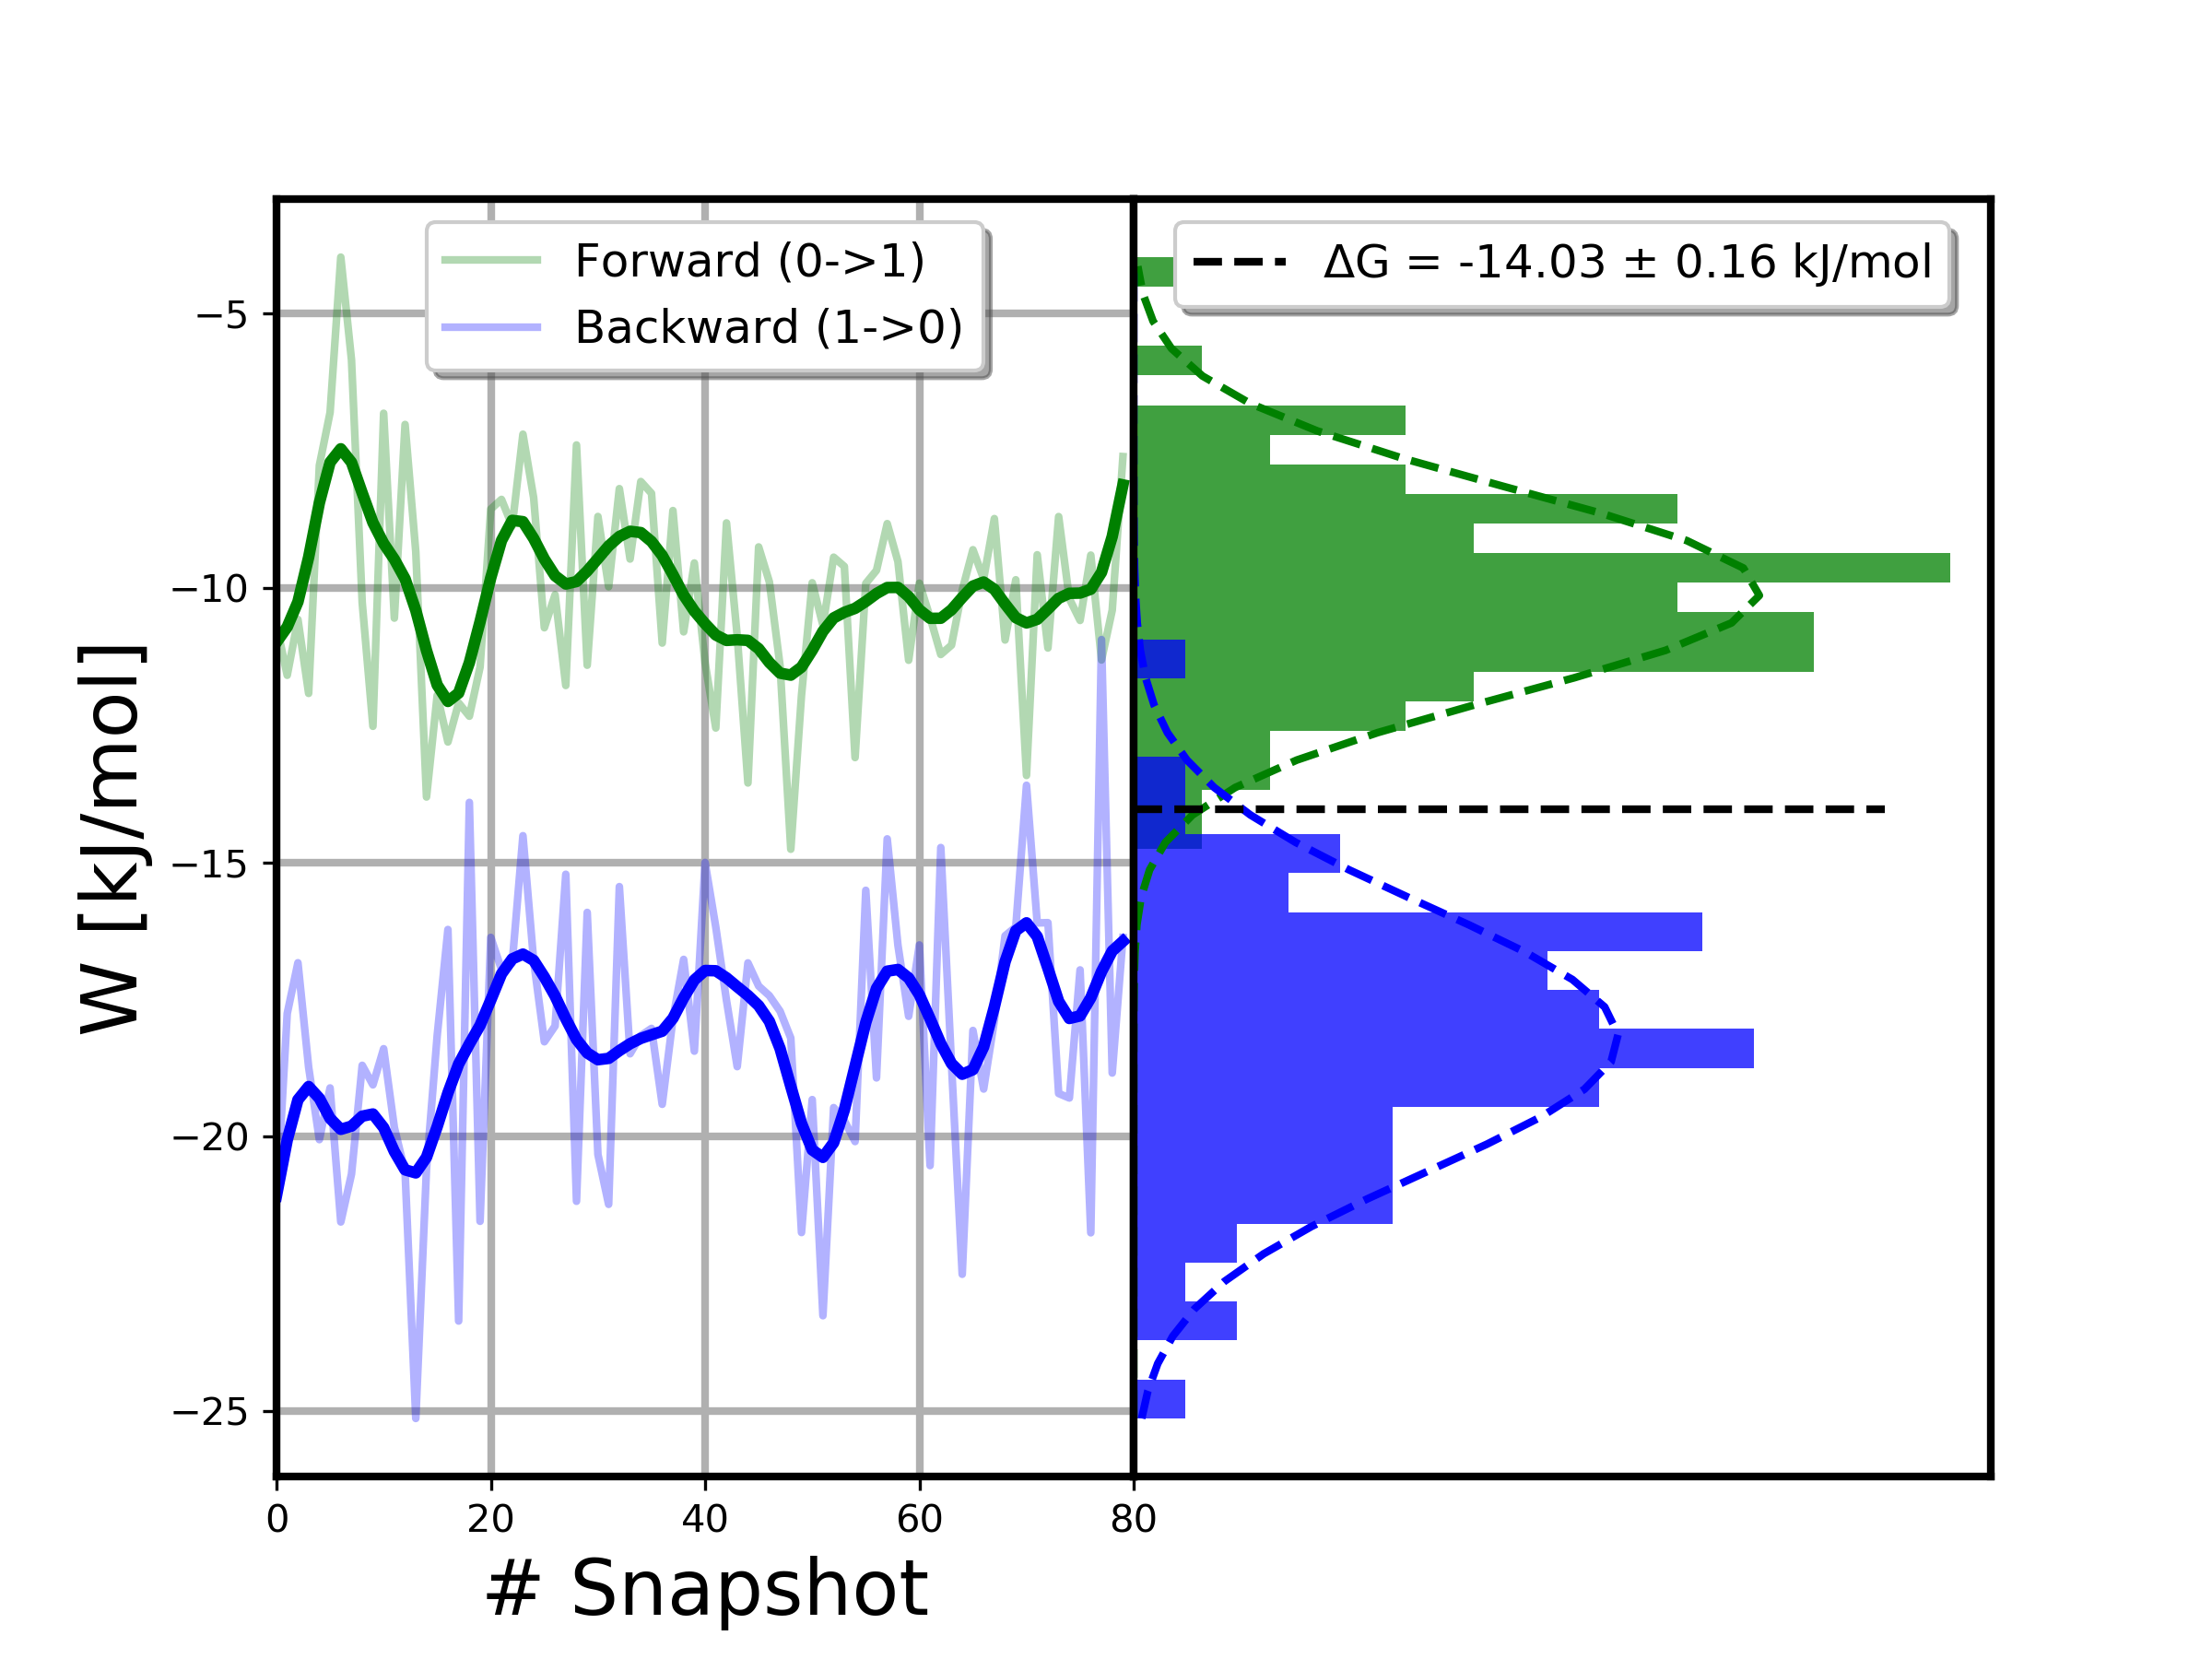 Forward (0->1)
Backward (1->0)
ΔG = -14.03 ± 0.16 kJ/mol
W [kJ/mol]
−5
−10
−15
−20
−25
0 20 40 60 80
# Snapshot